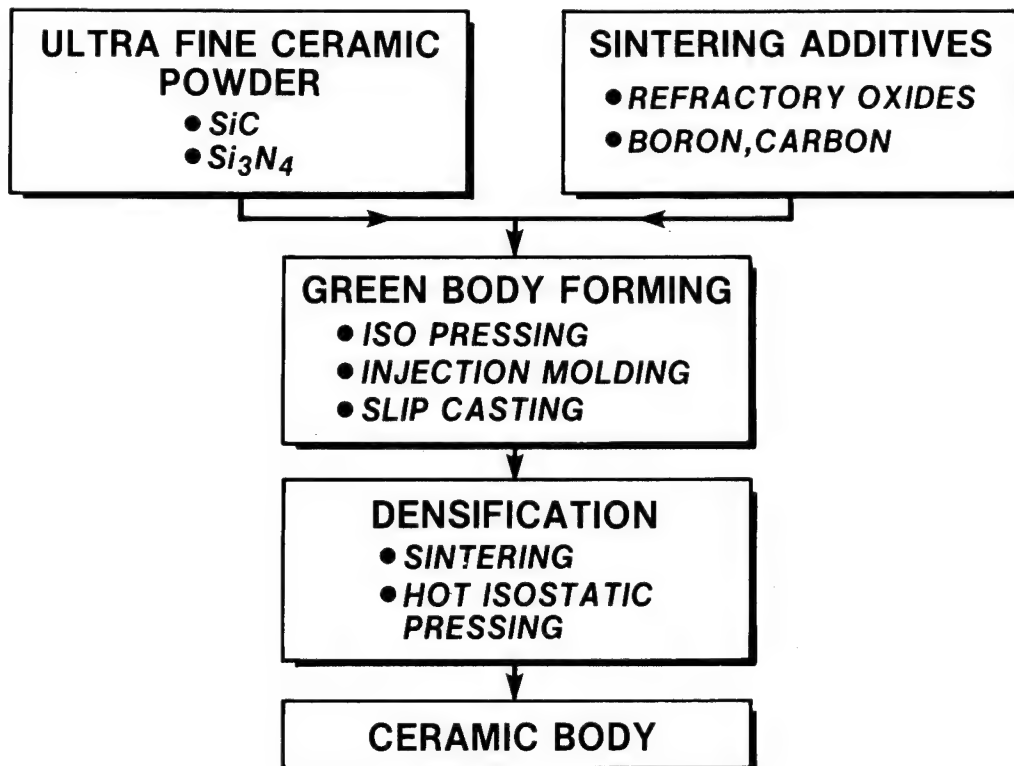 ULTRA FINE CERAMIC
POWDER
● SiC
● Si₃N₄
SINTERING ADDITIVES
● REFRACTORY OXIDES
● BORON,CARBON
GREEN BODY FORMING
● ISO PRESSING
● INJECTION MOLDING
● SLIP CASTING
DENSIFICATION
● SINTERING
● HOT ISOSTATIC
PRESSING
CERAMIC BODY